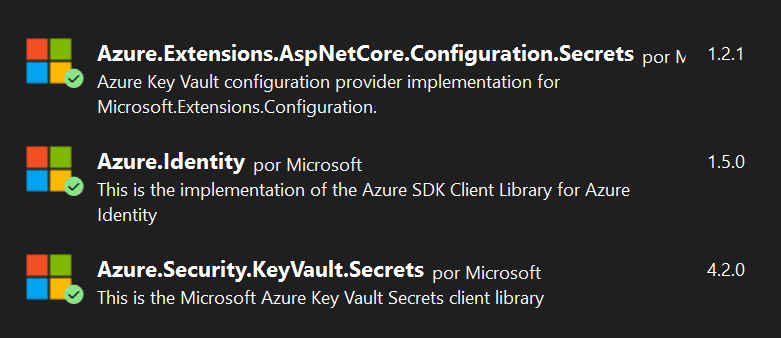 Azure.Extensions.AspNetCore.Configuration.Secrets por M 1.2.1
Azure Key Vault configuration provider implementation for
Microsoft.Extensions.Configuration.
Azure.Identity por Microsoft 1.5.0
This is the implementation of the Azure SDK Client Library for Azure
Identity
Azure.Security.KeyVault.Secrets por Microsoft 4.2.0
This is the Microsoft Azure Key Vault Secrets client library